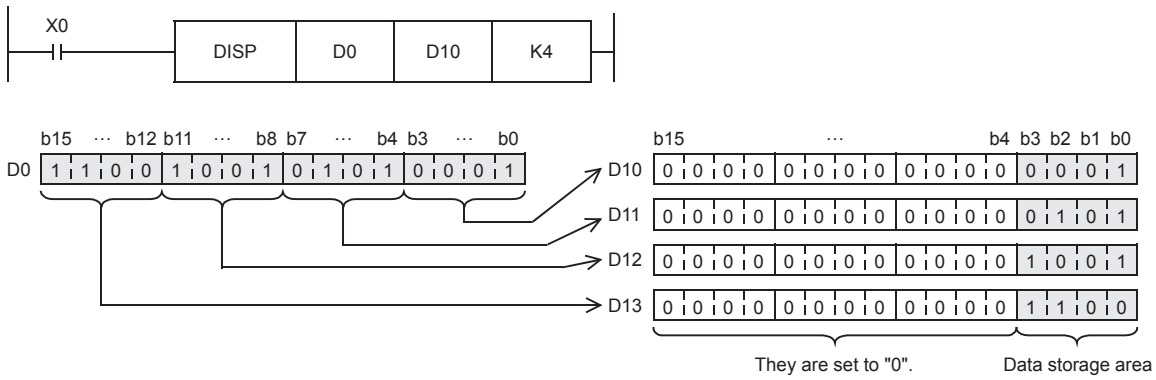 X0
DISP D0 D10 K4
b15 ⋯ b12 b11 ⋯ b8 b7 ⋯ b4 b3 ⋯ b0
D0 1 1 0 0 1 0 0 1 0 1 0 1 0 0 0 1
b15 ⋯ b4 b3 b2 b1 b0
D10 0 0 0 0 0 0 0 0 0 0 0 0 0 0 0 1
D11 0 0 0 0 0 0 0 0 0 0 0 0 0 1 0 1
D12 0 0 0 0 0 0 0 0 0 0 0 0 1 0 0 1
D13 0 0 0 0 0 0 0 0 0 0 0 0 1 1 0 0
They are set to "0". Data storage area